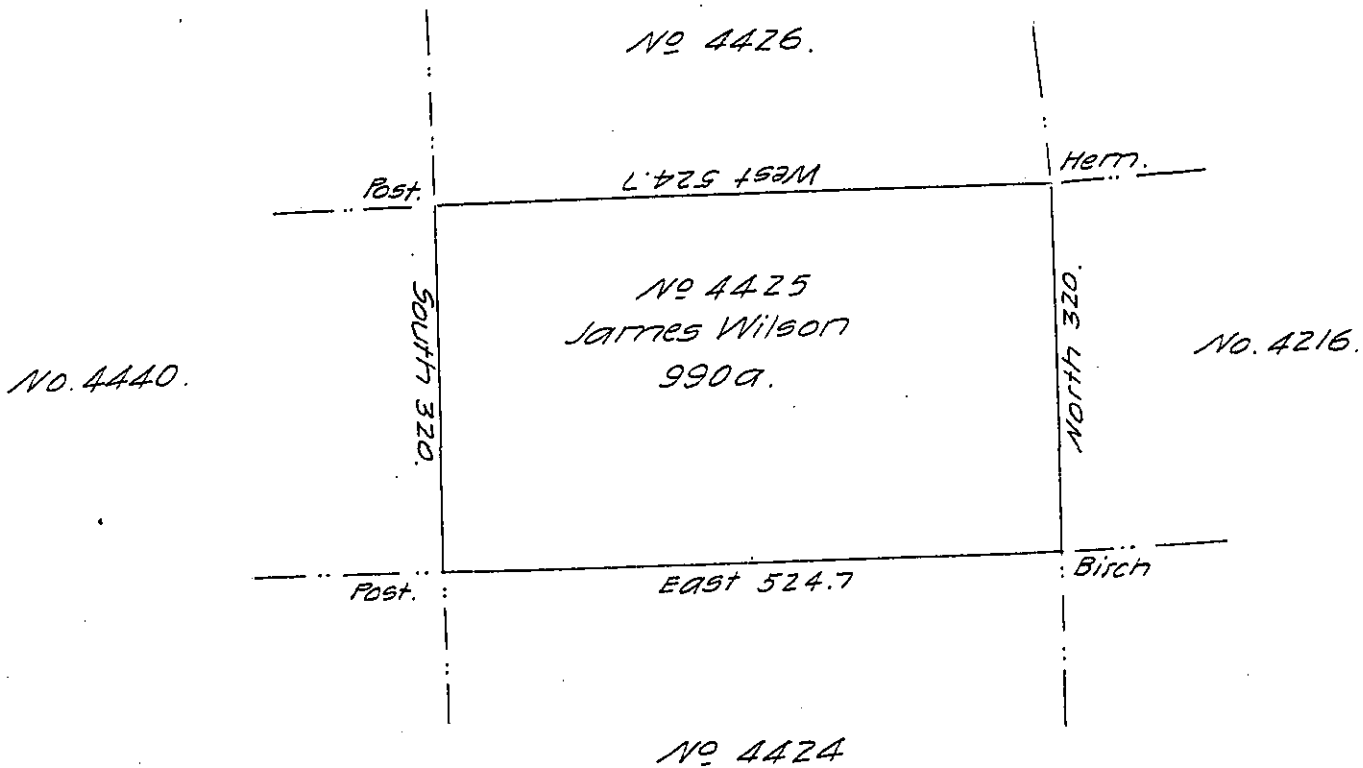 Nº 4426.
Hem.
Post.
West 524.7
Nº 4425
James Wilson
990a.
South 320.
North 320.
No. 4440.
No. 4216.
Post.
East 524.7
Birch
Nº 4424